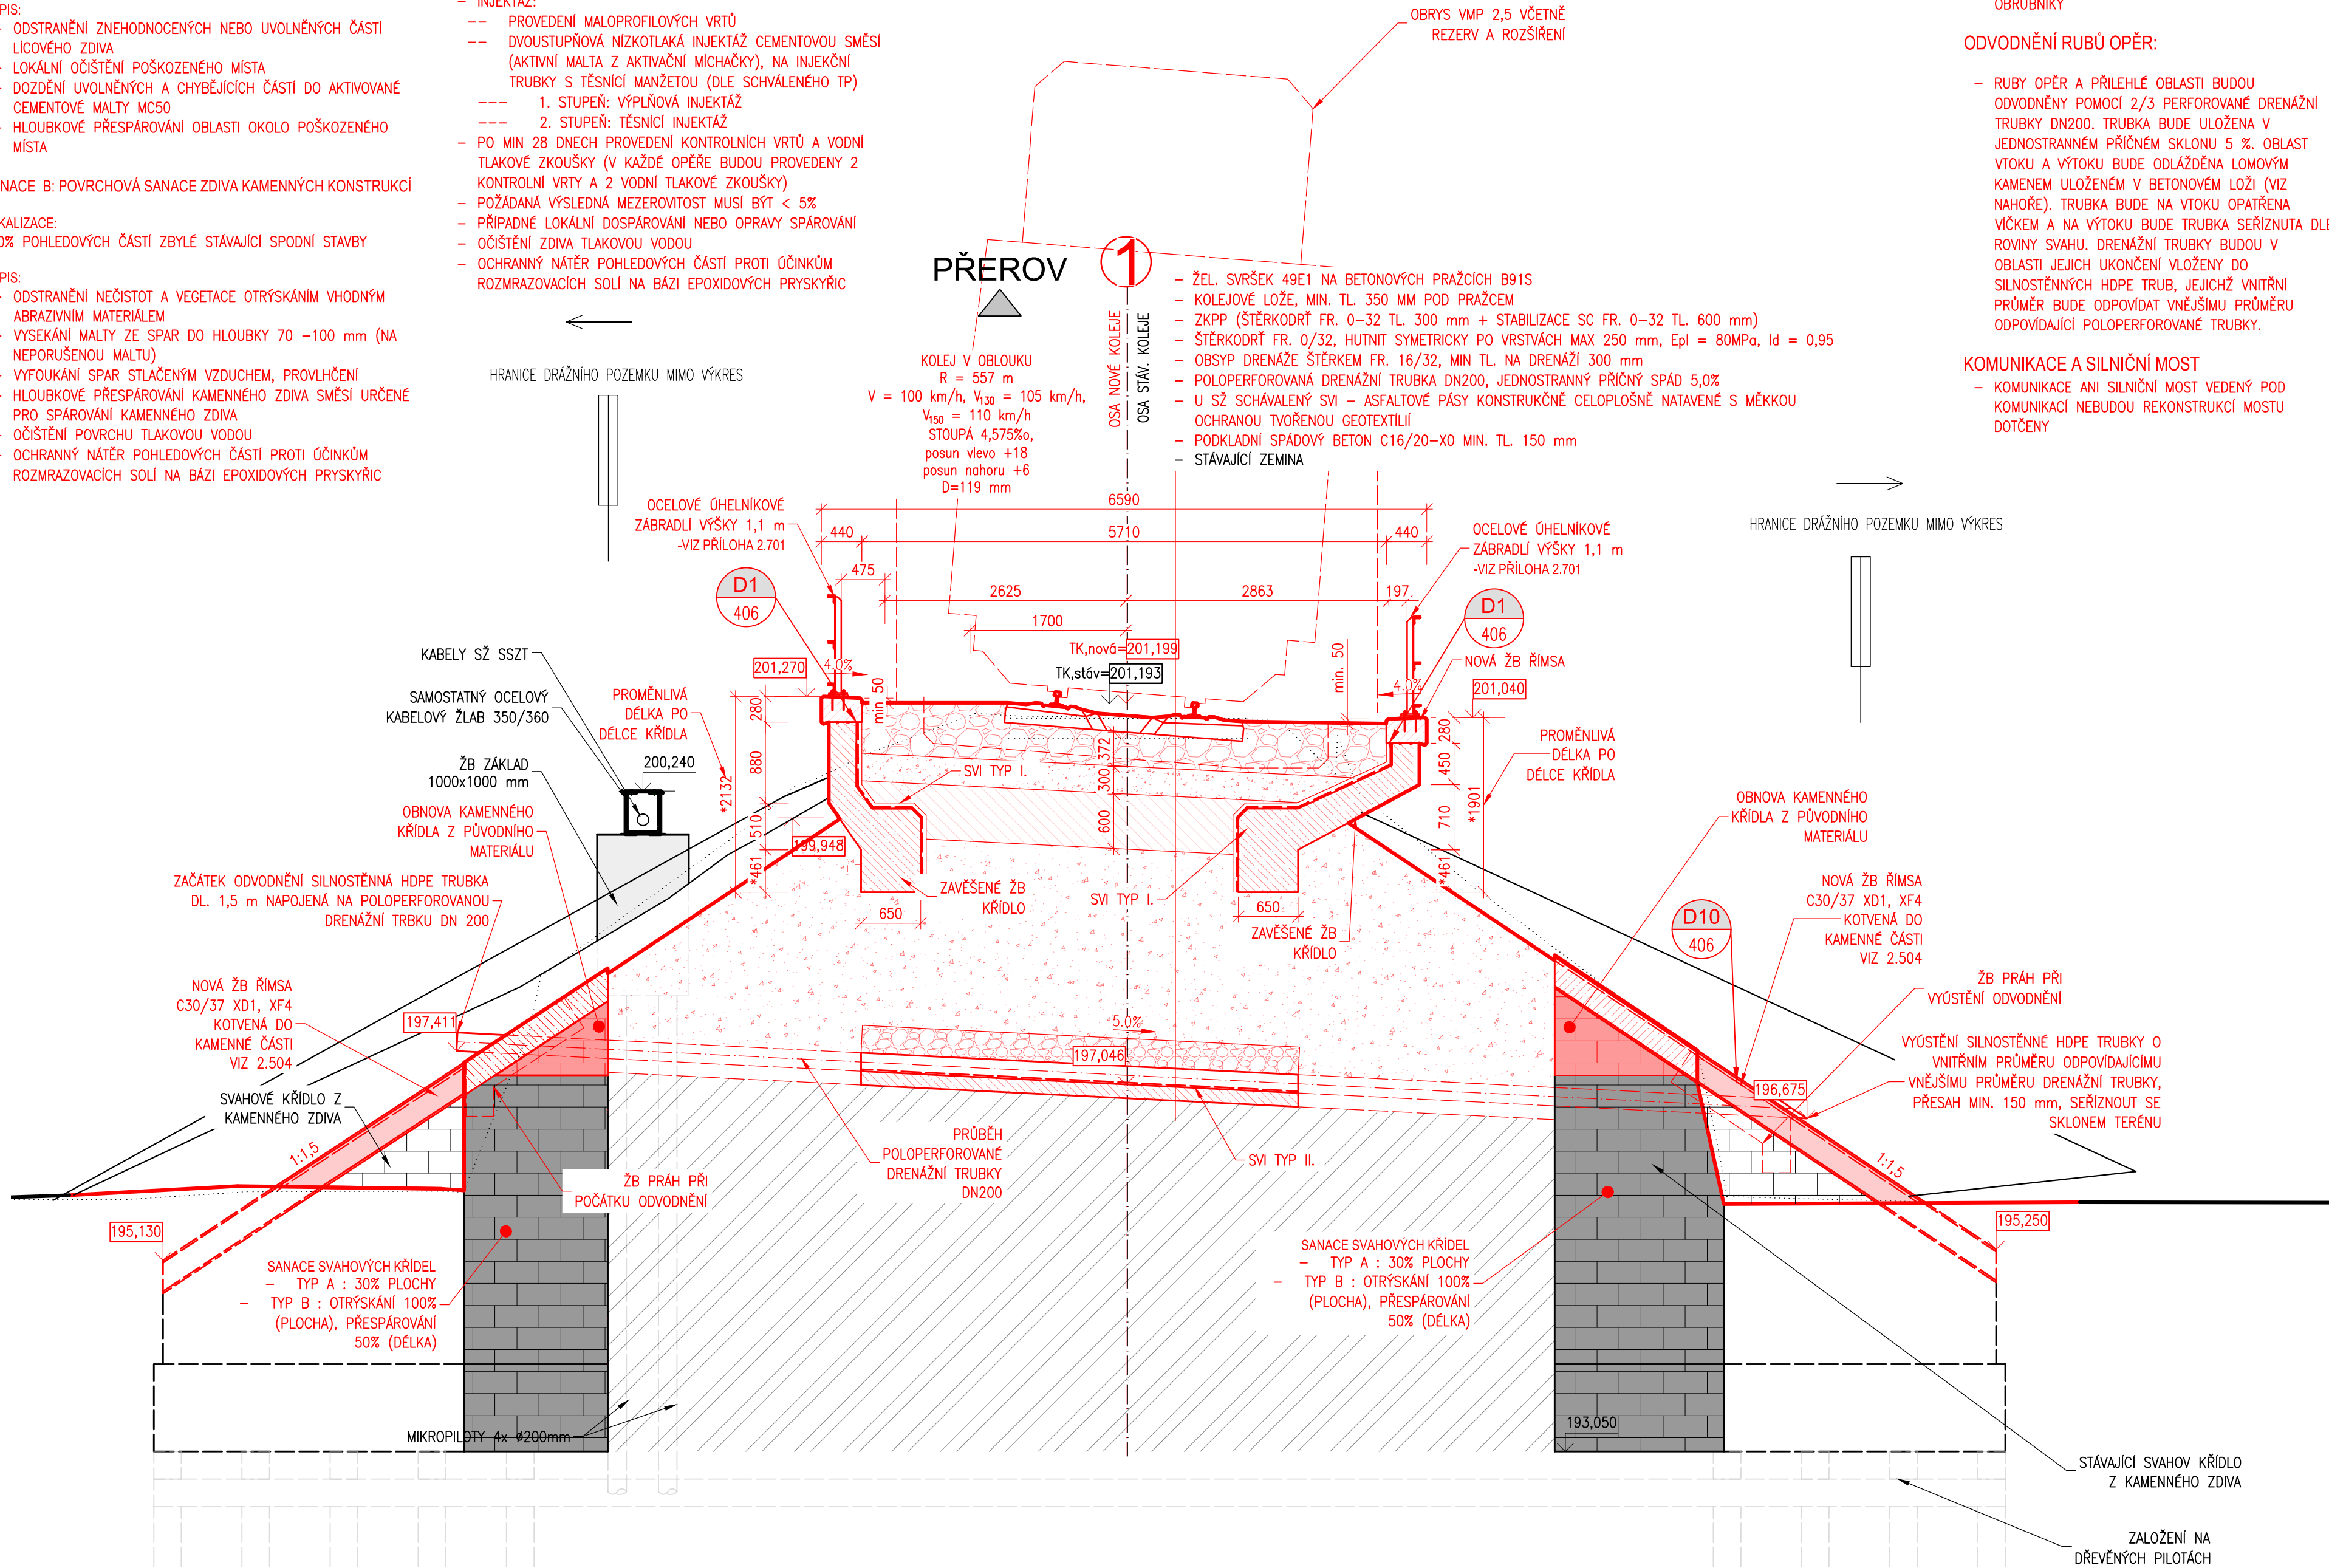 PIS:
- ODSTRANĚNÍ ZNEHODNOCENÝCH NEBO UVOLNĚNÝCH ČÁSTÍ
LÍCOVÉHO ZDIVA
- LOKÁLNÍ OČIŠTĚNÍ POŠKOZENÉHO MÍSTA
- DOZDĚNÍ UVOLNĚNÝCH A CHYBĚJÍCÍCH ČÁSTÍ DO AKTIVOVANÉ
CEMENTOVÉ MALTY MC50
- HLOUBKOVÉ PŘESPÁROVÁNÍ OBLASTI OKOLO POŠKOZENÉHO
MÍSTA
NACE B: POVRCHOVÁ SANACE ZDIVA KAMENNÝCH KONSTRUKCÍ
KALIZACE:
0% POHLEDOVÝCH ČÁSTÍ ZBYLÉ STÁVAJÍCÍ SPODNÍ STAVBY
PIS:
- ODSTRANĚNÍ NEČISTOT A VEGETACE OTRÝSKÁNÍM VHODNÝM
ABRAZIVNÍM MATERIÁLEM
- VYSEKÁNÍ MALTY ZE SPAR DO HLOUBKY 70 -100 mm (NA
NEPORUŠENOU MALTU)
- VYFOUKÁNÍ SPAR STLAČENÝM VZDUCHEM, PROVLHČENÍ
- HLOUBKOVÉ PŘESPÁROVÁNÍ KAMENNÉHO ZDIVA SMĚSÍ URČENÉ
PRO SPÁROVÁNÍ KAMENNÉHO ZDIVA
- OČIŠTĚNÍ POVRCHU TLAKOVOU VODOU
- OCHRANNÝ NÁTĚR POHLEDOVÝCH ČÁSTÍ PROTI ÚČINKŮM
ROZMRAZOVACÍCH SOLÍ NA BÁZI EPOXIDOVÝCH PRYSKYŘIC
- INJEKTÁŽ:
-- PROVEDENÍ MALOPROFILOVÝCH VRTŮ
-- DVOUSTUPŇOVÁ NÍZKOTLAKÁ INJEKTÁŽ CEMENTOVOU SMĚSÍ
(AKTIVNÍ MALTA Z AKTIVAČNÍ MÍCHAČKY), NA INJEKČNÍ
TRUBKY S TĚSNÍCÍ MANŽETOU (DLE SCHVÁLENÉHO TP)
--- 1. STUPEŇ: VÝPLŇOVÁ INJEKTÁŽ
--- 2. STUPEŇ: TĚSNÍCÍ INJEKTÁŽ
- PO MIN 28 DNECH PROVEDENÍ KONTROLNÍCH VRTŮ A VODNÍ
TLAKOVÉ ZKOUŠKY (V KAŽDÉ OPĚŘE BUDOU PROVEDENY 2
KONTROLNÍ VRTY A 2 VODNÍ TLAKOVÉ ZKOUŠKY)
- POŽÁDANÁ VÝSLEDNÁ MEZEROVITOST MUSÍ BÝT < 5%
- PŘÍPADNÉ LOKÁLNÍ DOSPÁROVÁNÍ NEBO OPRAVY SPÁROVÁNÍ
- OČIŠTĚNÍ ZDIVA TLAKOVOU VODOU
- OCHRANNÝ NÁTĚR POHLEDOVÝCH ČÁSTÍ PROTI ÚČINKŮM
ROZMRAZOVACÍCH SOLÍ NA BÁZI EPOXIDOVÝCH PRYSKYŘIC
OBRYS VMP 2,5 VČETNĚ
REZERV A ROZŠÍŘENÍ
OBRUBNÍKY
ODVODNĚNÍ RUBŮ OPĚR:
- RUBY OPĚR A PŘILEHLÉ OBLASTI BUDOU
ODVODNĚNY POMOCÍ 2/3 PERFOROVANÉ DRENÁŽNÍ
TRUBKY DN200. TRUBKA BUDE ULOŽENA V
JEDNOSTRANNÉM PŘÍČNÉM SKLONU 5 %. OBLAST
VTOKU A VÝTOKU BUDE ODLÁŽDĚNA LOMOVÝM
KAMENEM ULOŽENÉM V BETONOVÉM LOŽI (VIZ
NAHOŘE). TRUBKA BUDE NA VTOKU OPATŘENA
VÍČKEM A NA VÝTOKU BUDE TRUBKA SEŘÍZNUTA DLE
ROVINY SVAHU. DRENÁŽNÍ TRUBKY BUDOU V
OBLASTI JEJICH UKONČENÍ VLOŽENY DO
SILNOSTĚNNÝCH HDPE TRUB, JEJICHŽ VNITŘNÍ
PRŮMĚR BUDE ODPOVÍDAT VNĚJŠÍMU PRŮMĚRU
ODPOVÍDAJÍCÍ POLOPERFOROVANÉ TRUBKY.
KOMUNIKACE A SILNIČNÍ MOST
- KOMUNIKACE ANI SILNIČNÍ MOST VEDENÝ POD
KOMUNIKACÍ NEBUDOU REKONSTRUKCÍ MOSTU
DOTČENY
PŘEROV
1
OSA NOVÉ KOLEJE
OSA STÁV. KOLEJE
- ŽEL. SVRŠEK 49E1 NA BETONOVÝCH PRAŽCÍCH B91S
- KOLEJOVÉ LOŽE, MIN. TL. 350 MM POD PRAŽCEM
- ZKPP (ŠTĚRKODRŤ FR. 0-32 TL. 300 mm + STABILIZACE SC FR. 0-32 TL. 600 mm)
- ŠTĚRKODRŤ FR. 0/32, HUTNIT SYMETRICKY PO VRSTVÁCH MAX 250 mm, Epl = 80MPa, Id = 0,95
- OBSYP DRENÁŽE ŠTĚRKEM FR. 16/32, MIN TL. NA DRENÁŽÍ 300 mm
- POLOPERFOROVANÁ DRENÁŽNÍ TRUBKA DN200, JEDNOSTRANNÝ PŘÍČNÝ SPÁD 5,0%
- U SŽ SCHÁVALENÝ SVI - ASFALTOVÉ PÁSY KONSTRUKČNĚ CELOPLOŠNĚ NATAVENÉ S MĚKKOU
OCHRANOU TVOŘENOU GEOTEXTÍLIÍ
- PODKLADNÍ SPÁDOVÝ BETON C16/20-X0 MIN. TL. 150 mm
- STÁVAJÍCÍ ZEMINA
HRANICE DRÁŽNÍHO POZEMKU MIMO VÝKRES
KOLEJ V OBLOUKU
R = 557 m
V = 100 km/h, V130 = 105 km/h,
V150 = 110 km/h
STOUPÁ 4,575‰,
posun vlevo +18
posun nahoru +6
D=119 mm
HRANICE DRÁŽNÍHO POZEMKU MIMO VÝKRES
OCELOVÉ ÚHELNÍKOVÉ
ZÁBRADLÍ VÝŠKY 1,1 m
-VIZ PŘÍLOHA 2.701
6590
440
5710
440
475
2625
2863
197
1700
OCELOVÉ ÚHELNÍKOVÉ
ZÁBRADLÍ VÝŠKY 1,1 m
-VIZ PŘÍLOHA 2.701
D1
406
D1
406
TK,nová=201,199
TK,stáv=201,193
201,270
4.0%
min 50
min. 50
4.0%
NOVÁ ŽB ŘÍMSA
201,040
KABELY SŽ SSZT
SAMOSTATNÝ OCELOVÝ
KABELOVÝ ŽLAB 350/360
ŽB ZÁKLAD
1000x1000 mm
PROMĚNLIVÁ
DÉLKA PO
DÉLCE KŘÍDLA
200,240
*2132
280
880
510
*461
199,948
SVI TYP I.
372
300
600
280
450
710
*461
*1901
PROMĚNLIVÁ
DÉLKA PO
DÉLCE KŘÍDLA
OBNOVA KAMENNÉHO
KŘÍDLA Z PŮVODNÍHO
MATERIÁLU
OBNOVA KAMENNÉHO
KŘÍDLA Z PŮVODNÍHO
MATERIÁLU
ZAČÁTEK ODVODNĚNÍ SILNOSTĚNNÁ HDPE TRUBKA
DL. 1,5 m NAPOJENÁ NA POLOPERFOROVANOU
DRENÁŽNÍ TRBKU DN 200
ZAVĚŠENÉ ŽB
KŘÍDLO
650
SVI TYP I.
650
ZAVĚŠENÉ ŽB
KŘÍDLO
D10
406
NOVÁ ŽB ŘÍMSA
C30/37 XD1, XF4
KOTVENÁ DO
KAMENNÉ ČÁSTI
VIZ 2.504
NOVÁ ŽB ŘÍMSA
C30/37 XD1, XF4
KOTVENÁ DO
KAMENNÉ ČÁSTI
VIZ 2.504
197,411
5.0%
197,046
ŽB PRÁH PŘI
VYÚSTĚNÍ ODVODNĚNÍ
VYÚSTĚNÍ SILNOSTĚNNÉ HDPE TRUBKY O
VNITŘNÍM PRŮMĚRU ODPOVÍDAJÍCÍMU
VNĚJŠÍMU PRŮMĚRU DRENÁŽNÍ TRUBKY,
PŘESAH MIN. 150 mm, SEŘÍZNOUT SE
SKLONEM TERÉNU
196,675
SVAHOVÉ KŘÍDLO Z
KAMENNÉHO ZDIVA
1:1,5
PRŮBĚH
POLOPERFOROVANÉ
DRENÁŽNÍ TRUBKY
DN200
SVI TYP II.
1:1,5
ŽB PRÁH PŘI
POČÁTKU ODVODNĚNÍ
195,130
195,250
SANACE SVAHOVÝCH KŘÍDEL
- TYP A : 30% PLOCHY
- TYP B : OTRÝSKÁNÍ 100%
(PLOCHA), PŘESPÁROVÁNÍ
50% (DÉLKA)
SANACE SVAHOVÝCH KŘÍDEL
- TYP A : 30% PLOCHY
- TYP B : OTRÝSKÁNÍ 100%
(PLOCHA), PŘESPÁROVÁNÍ
50% (DÉLKA)
MIKROPILOTY 4x Ø200mm
193,050
STÁVAJÍCÍ SVAHOV KŘÍDLO
Z KAMENNÉHO ZDIVA
ZALOŽENÍ NA
DŘEVĚNÝCH PILOTÁCH